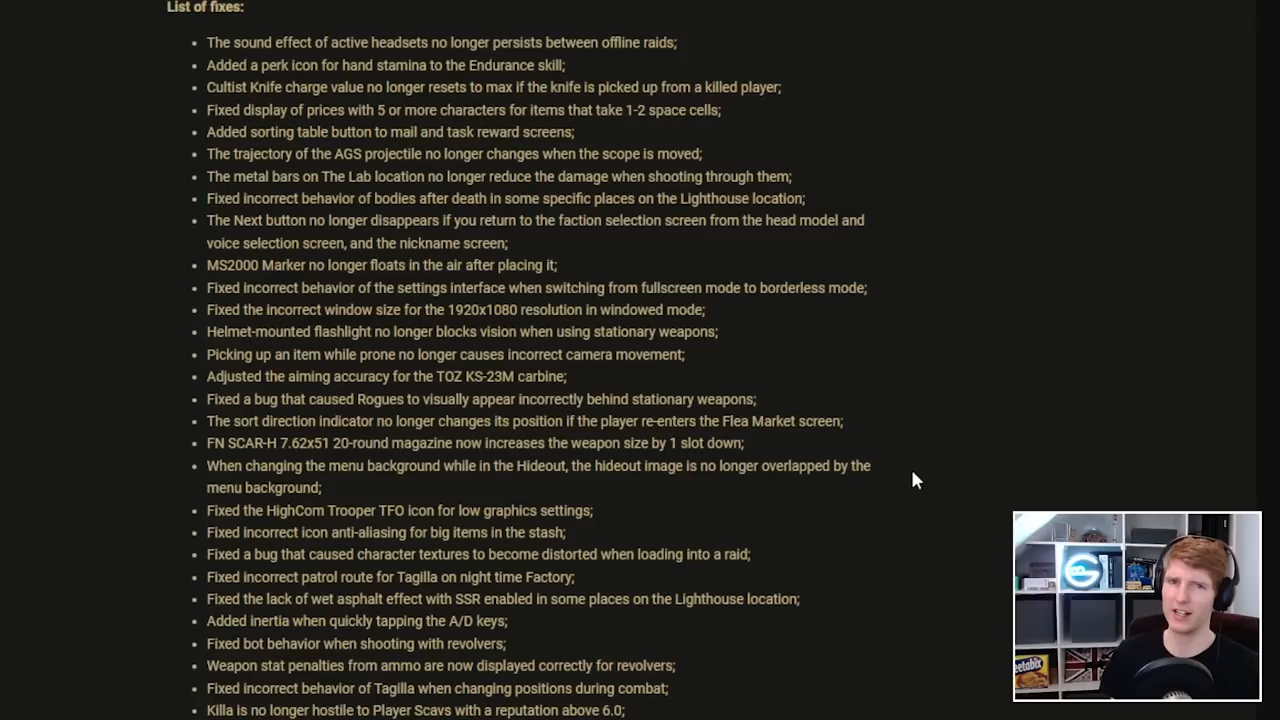 List of fixes:
The sound effect of active headsets no longer persists between offline raids;
Added a perk icon for hand stamina to the Endurance skill;
Cultist Knife charge value no longer resets to max if the knife is picked up from a killed player;
Fixed display of prices with 5 or more characters for items that take 1-2 space cells;
Added sorting table button to mail and task reward screens;
The trajectory of the AGS projectile no longer changes when the scope is moved;
The metal bars on The Lab location no longer reduce the damage when shooting through them;
Fixed incorrect behavior of bodies after death in some specific places on the Lighthouse location;
The Next button no longer disappears if you return to the faction selection screen from the head model and
voice selection screen, and the nickname screen;
MS2000 Marker no longer floats in the air after placing it;
Fixed incorrect behavior of the settings interface when switching from fullscreen mode to borderless mode;
Fixed the incorrect window size for the 1920x1080 resolution in windowed mode;
Helmet-mounted flashlight no longer blocks vision when using stationary weapons;
Picking up an item while prone no longer causes incorrect camera movement;
Adjusted the aiming accuracy for the TOZ KS-23M carbine;
Fixed a bug that caused Rogues to visually appear incorrectly behind stationary weapons;
The sort direction indicator no longer changes its position if the player re-enters the Flea Market screen;
FN SCAR-H 7.62x51 20-round magazine now increases the weapon size by 1 slot down;
When changing the menu background while in the Hideout, the hideout image is no longer overlapped by the
menu background;
Fixed the HighCom Trooper TFO icon for low graphics settings;
Fixed incorrect icon anti-aliasing for big items in the stash;
Fixed a bug that caused character textures to become distorted when loading into a raid;
Fixed incorrect patrol route for Tagilla on night time Factory;
Fixed the lack of wet asphalt effect with SSR enabled in some places on the Lighthouse location;
Added inertia when quickly tapping the A/D keys;
Fixed bot behavior when shooting with revolvers;
Weapon stat penalties from ammo are now displayed correctly for revolvers;
Fixed incorrect behavior of Tagilla when changing positions during combat;
Killa is no longer hostile to Player Scavs with a reputation above 6.0;
eetabix